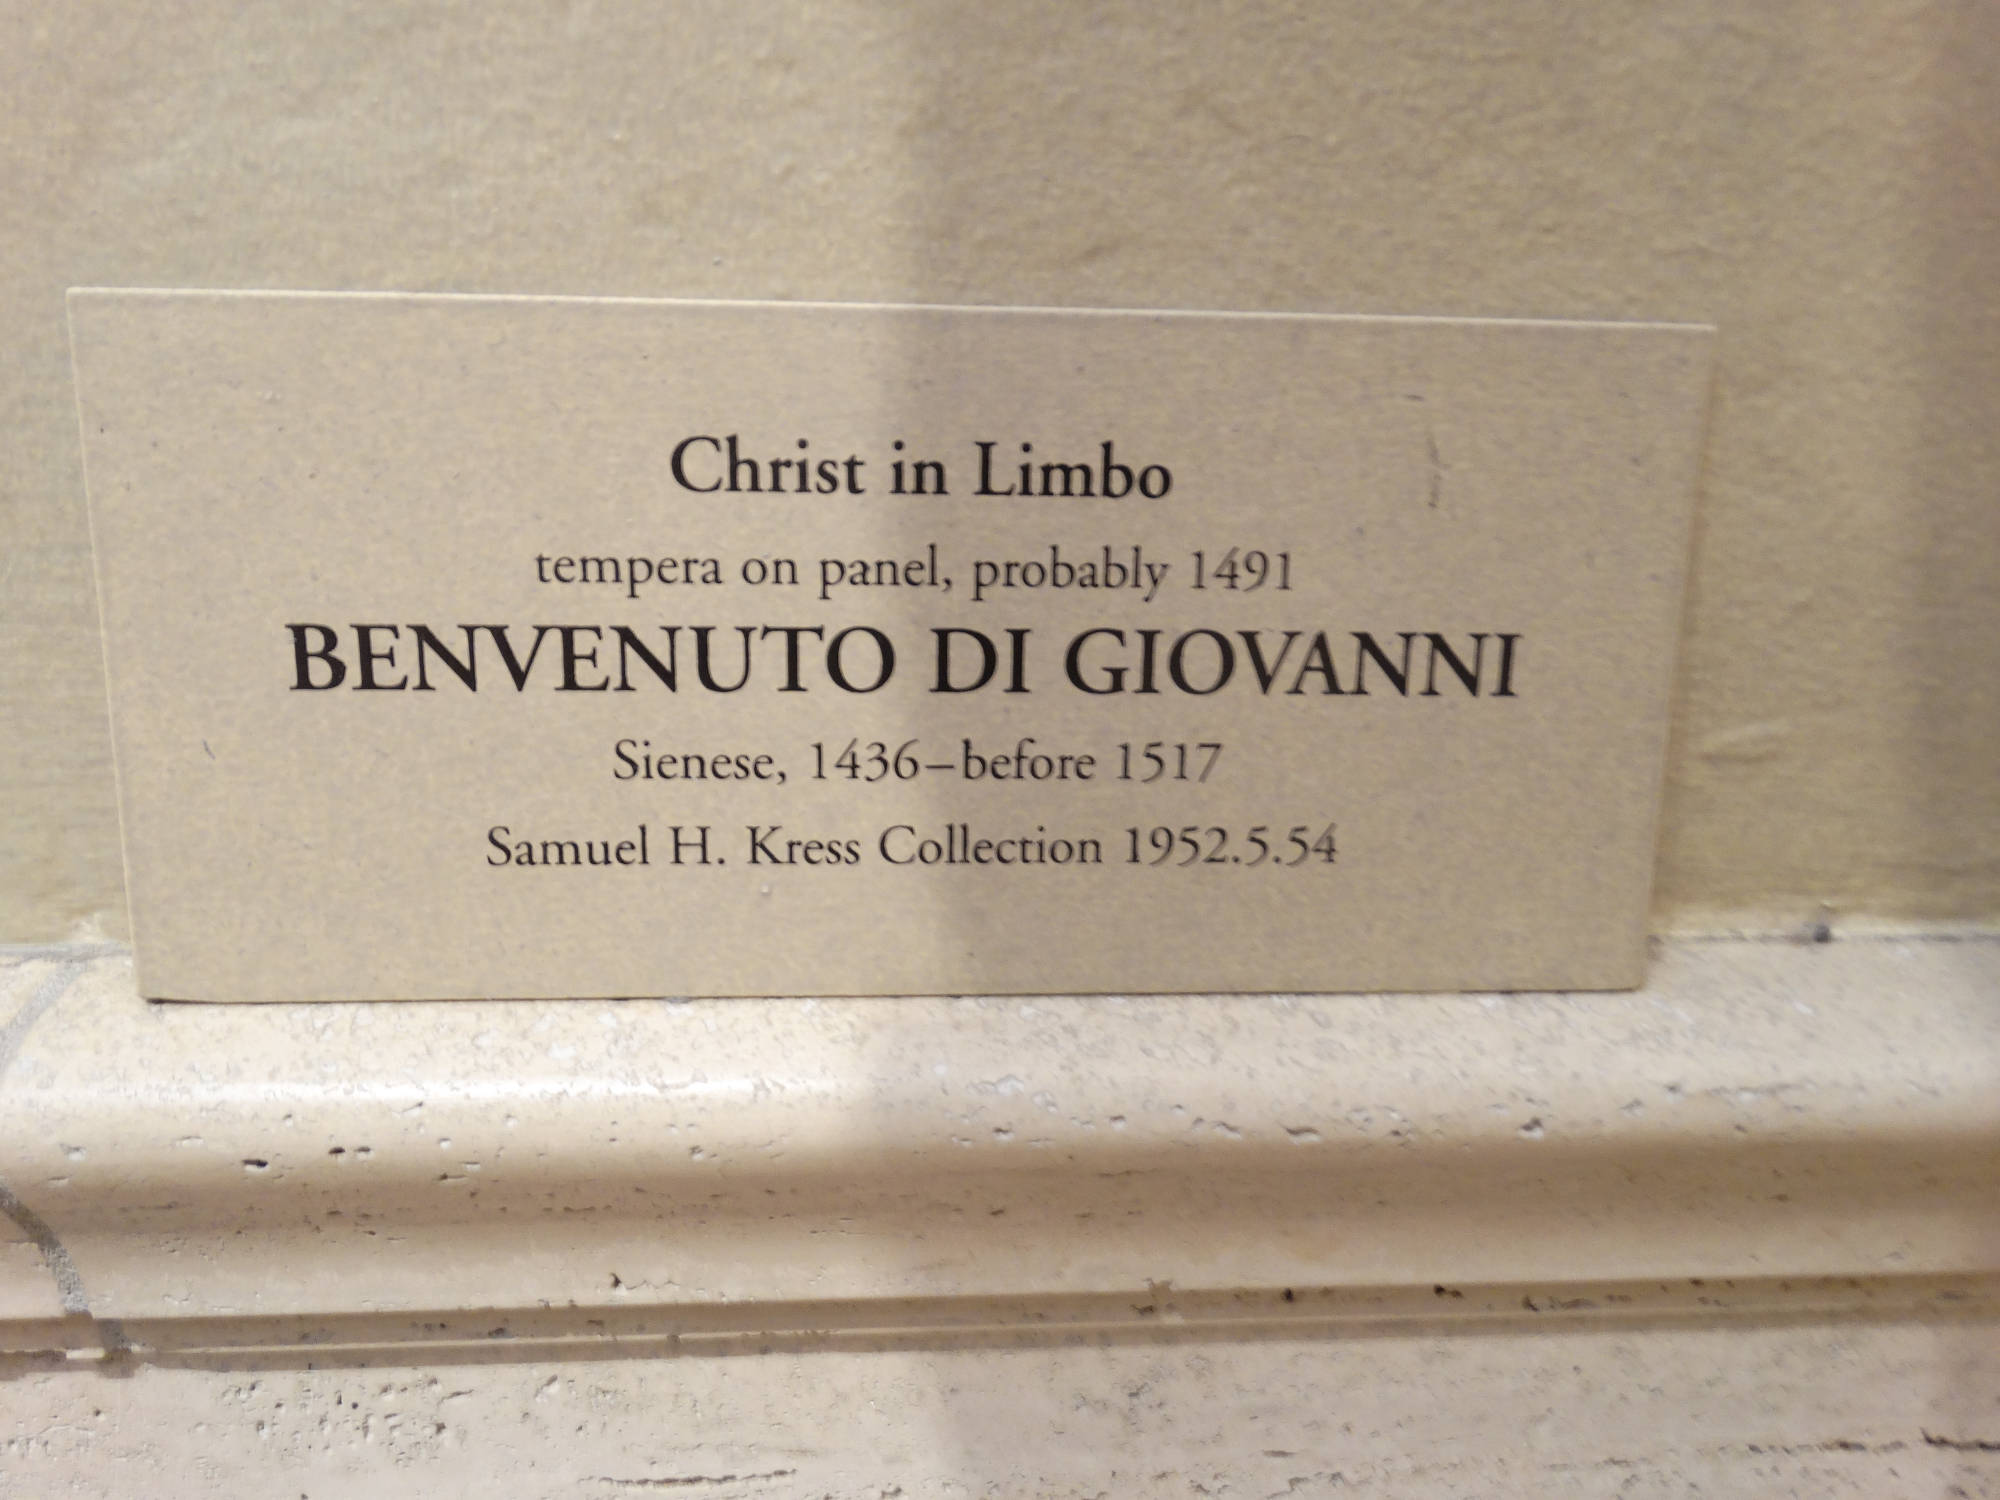 Christ in Limbo
tempera on panel, probably 1491
BENVENUTO DI GIOVANNI
Sienese, 1436–before 1517
Samuel H. Kress Collection 1952.5.54